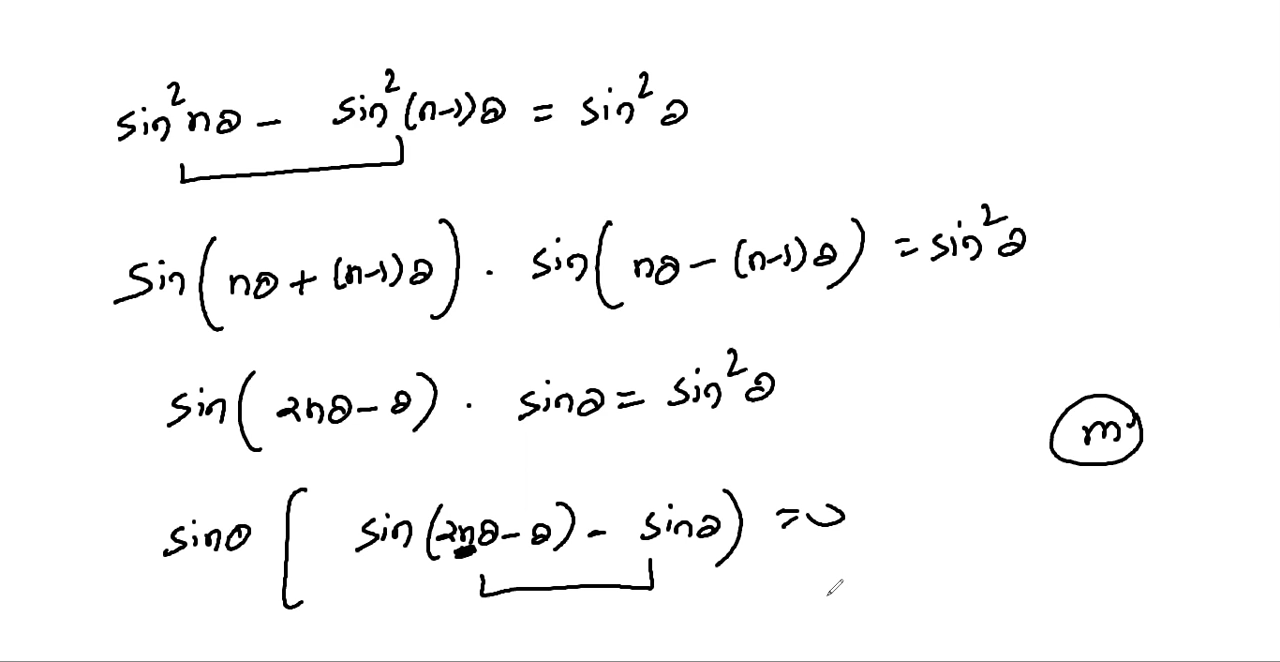 sin²nθ - sin²(n-1)θ = sin²θ
sin(nθ + (n-1)θ) . sin(nθ - (n-1)θ) = sin²θ
sin(2nθ - θ) . sinθ = sin²θ
m
sinθ [ sin(2nθ - θ) - sinθ) = 0